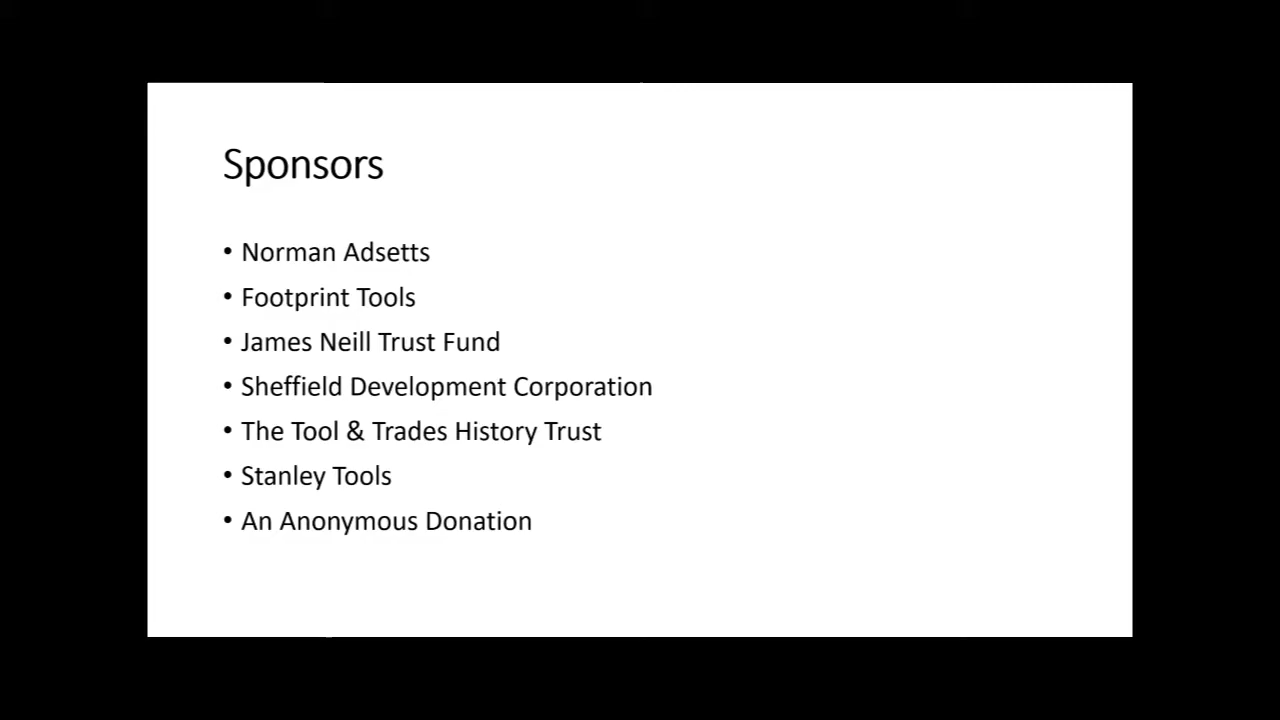 Sponsors
• Norman Adsetts
• Footprint Tools
• James Neill Trust Fund
• Sheffield Development Corporation
• The Tool & Trades History Trust
• Stanley Tools
• An Anonymous Donation